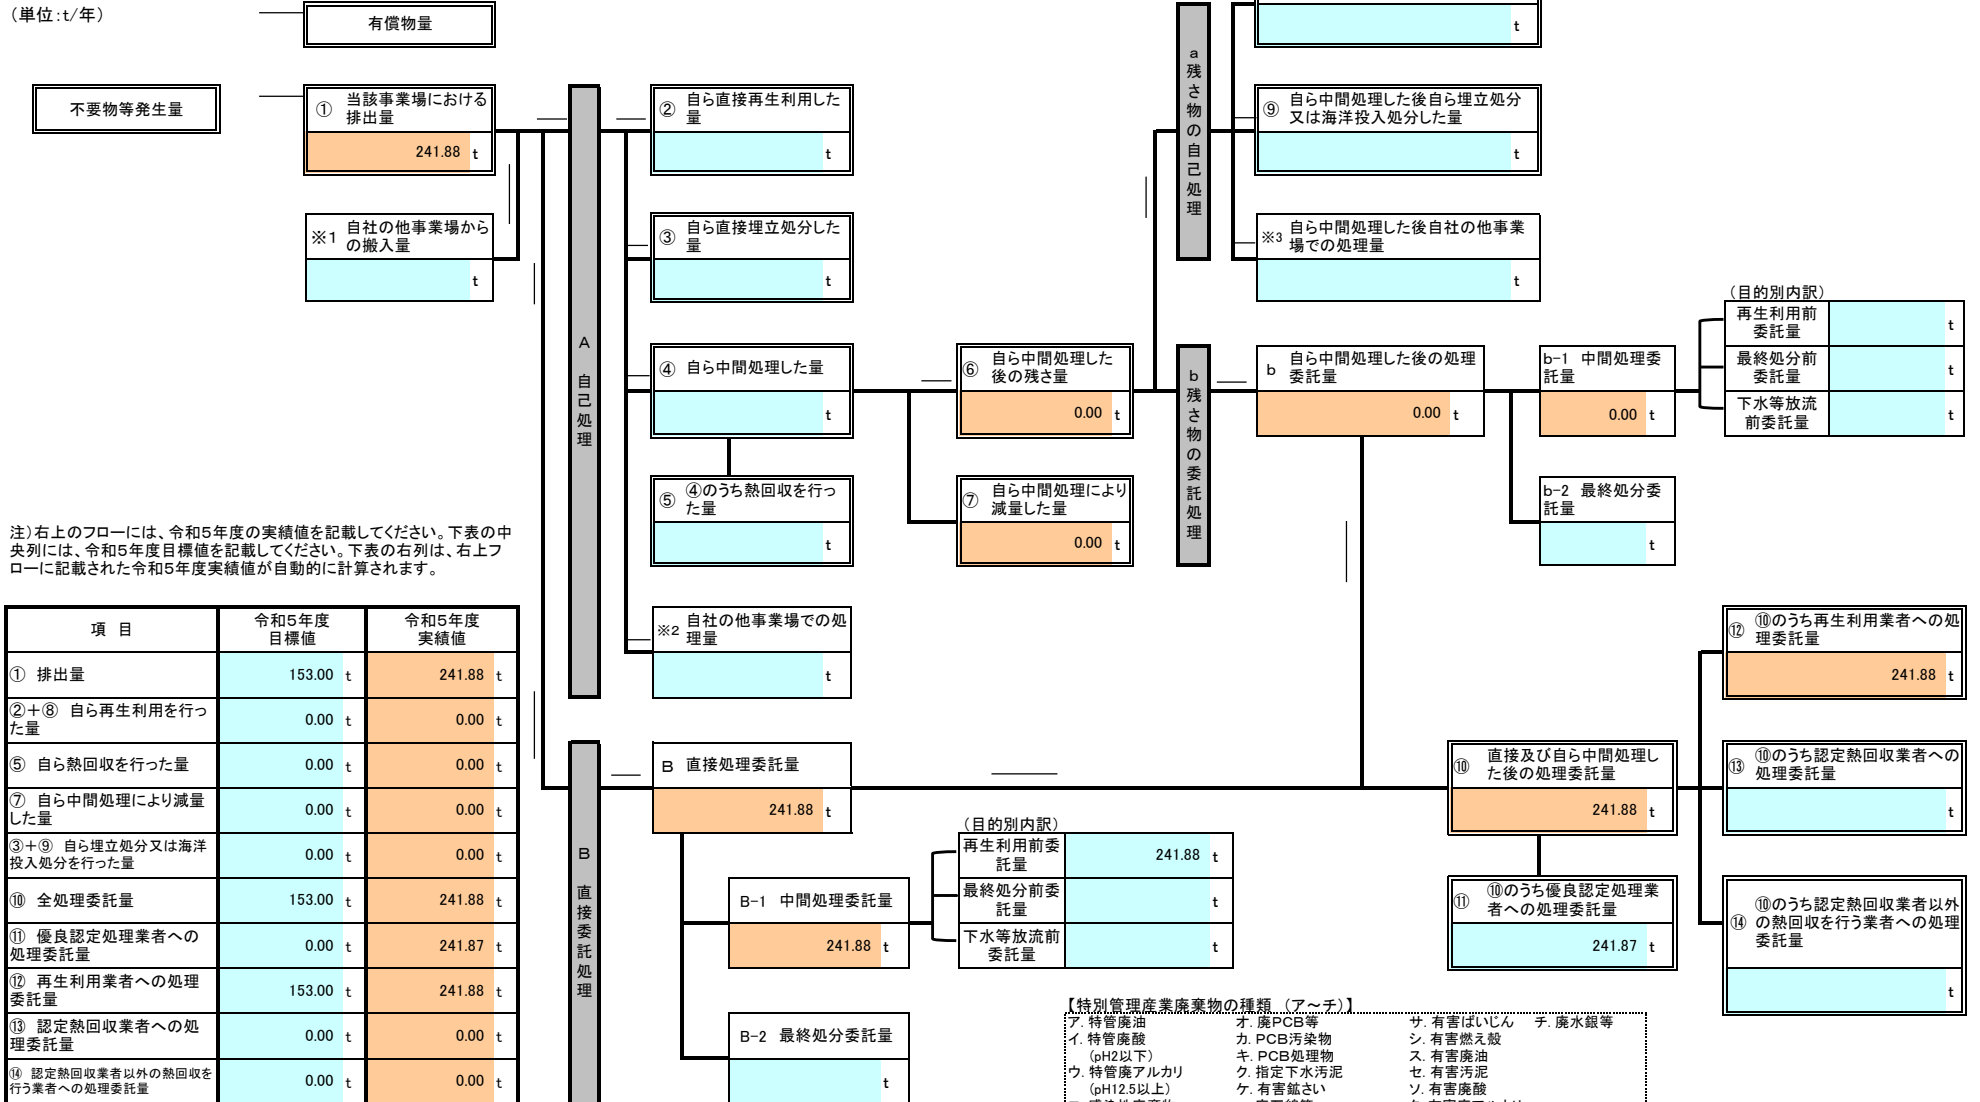 (単位:t/年)
有償物量
不要物等発生量
① 当該事業場における
排出量
241.88 t
※1 自社の他事業場から
の搬入量
t
A 自己処理
② 自ら直接再生利用した
量
t
③ 自ら直接埋立処分した
量
t
④ 自ら中間処理した量
t
⑤ ④のうち熱回収を行っ
た量
t
※2 自社の他事業場での処
理量
t
⑥ 自ら中間処理した
後の残さ量
0.00 t
⑦ 自ら中間処理により
減量した量
0.00 t
a 残さ物の自己処理
t
⑨ 自ら中間処理した後自ら埋立処分
又は海洋投入処分した量
t
※3 自ら中間処理した後自社の他事業
場での処理量
t
b 残さ物の委託処理
b 自ら中間処理した後の処理
委託量
0.00 t
b-1 中間処理委
託量
0.00 t
b-2 最終処分委
託量
t
(目的別内訳)
再生利用前
委託量
t
最終処分前
委託量
t
下水等放流
前委託量
t
注)右上のフローには、令和5年度の実績値を記載してください。下表の中
央列には、令和5年度目標値を記載してください。下表の右列は、右上フ
ローに記載された令和5年度実績値が自動的に計算されます。
項 目 令和5年度 目標値 令和5年度 実績値
① 排出量 153.00 t 241.88 t
②+⑧ 自ら再生利用を行っ
た量 0.00 t 0.00 t
⑤ 自ら熱回収を行った量 0.00 t 0.00 t
⑦ 自ら中間処理により減量
した量 0.00 t 0.00 t
③+⑨ 自ら埋立処分又は海洋
投入処分を行った量 0.00 t 0.00 t
⑩ 全処理委託量 153.00 t 241.88 t
⑪ 優良認定処理業者への
処理委託量 0.00 t 241.87 t
⑫ 再生利用業者への処理
委託量 153.00 t 241.88 t
⑬ 認定熱回収業者への処
理委託量 0.00 t 0.00 t
⑭ 認定熱回収業者以外の熱回収を
行う業者への処理委託量 0.00 t 0.00 t
B 直接委託処理
B 直接処理委託量
241.88 t
B-1 中間処理委託量
241.88 t
B-2 最終処分委託量
t
(目的別内訳)
再生利用前委
託量
241.88 t
最終処分前委
託量
t
下水等放流前
委託量
t
⑩ 直接及び自ら中間処理し
た後の処理委託量
241.88 t
⑪ ⑩のうち優良認定処理業
者への処理委託量
241.87 t
⑫ ⑩のうち再生利用業者への処
理委託量
241.88 t
⑬ ⑩のうち認定熱回収業者への
処理委託量
t
⑭ ⑩のうち認定熱回収業者以外
の熱回収を行う業者への処理
委託量
t
【特別管理産業廃棄物の種類 (ア~チ)】
ア. 特管廃油 オ. 廃PCB等 サ. 有害ばいじん チ. 廃水銀等
イ. 特管廃酸 カ. PCB汚染物 シ. 有害燃え殻
(pH2以下) キ. PCB処理物 ス. 有害廃油
ウ. 特管廃アルカリ ク. 指定下水汚泥 セ. 有害汚泥
(pH12.5以上) ケ. 有害鉱さい ソ. 有害廃酸